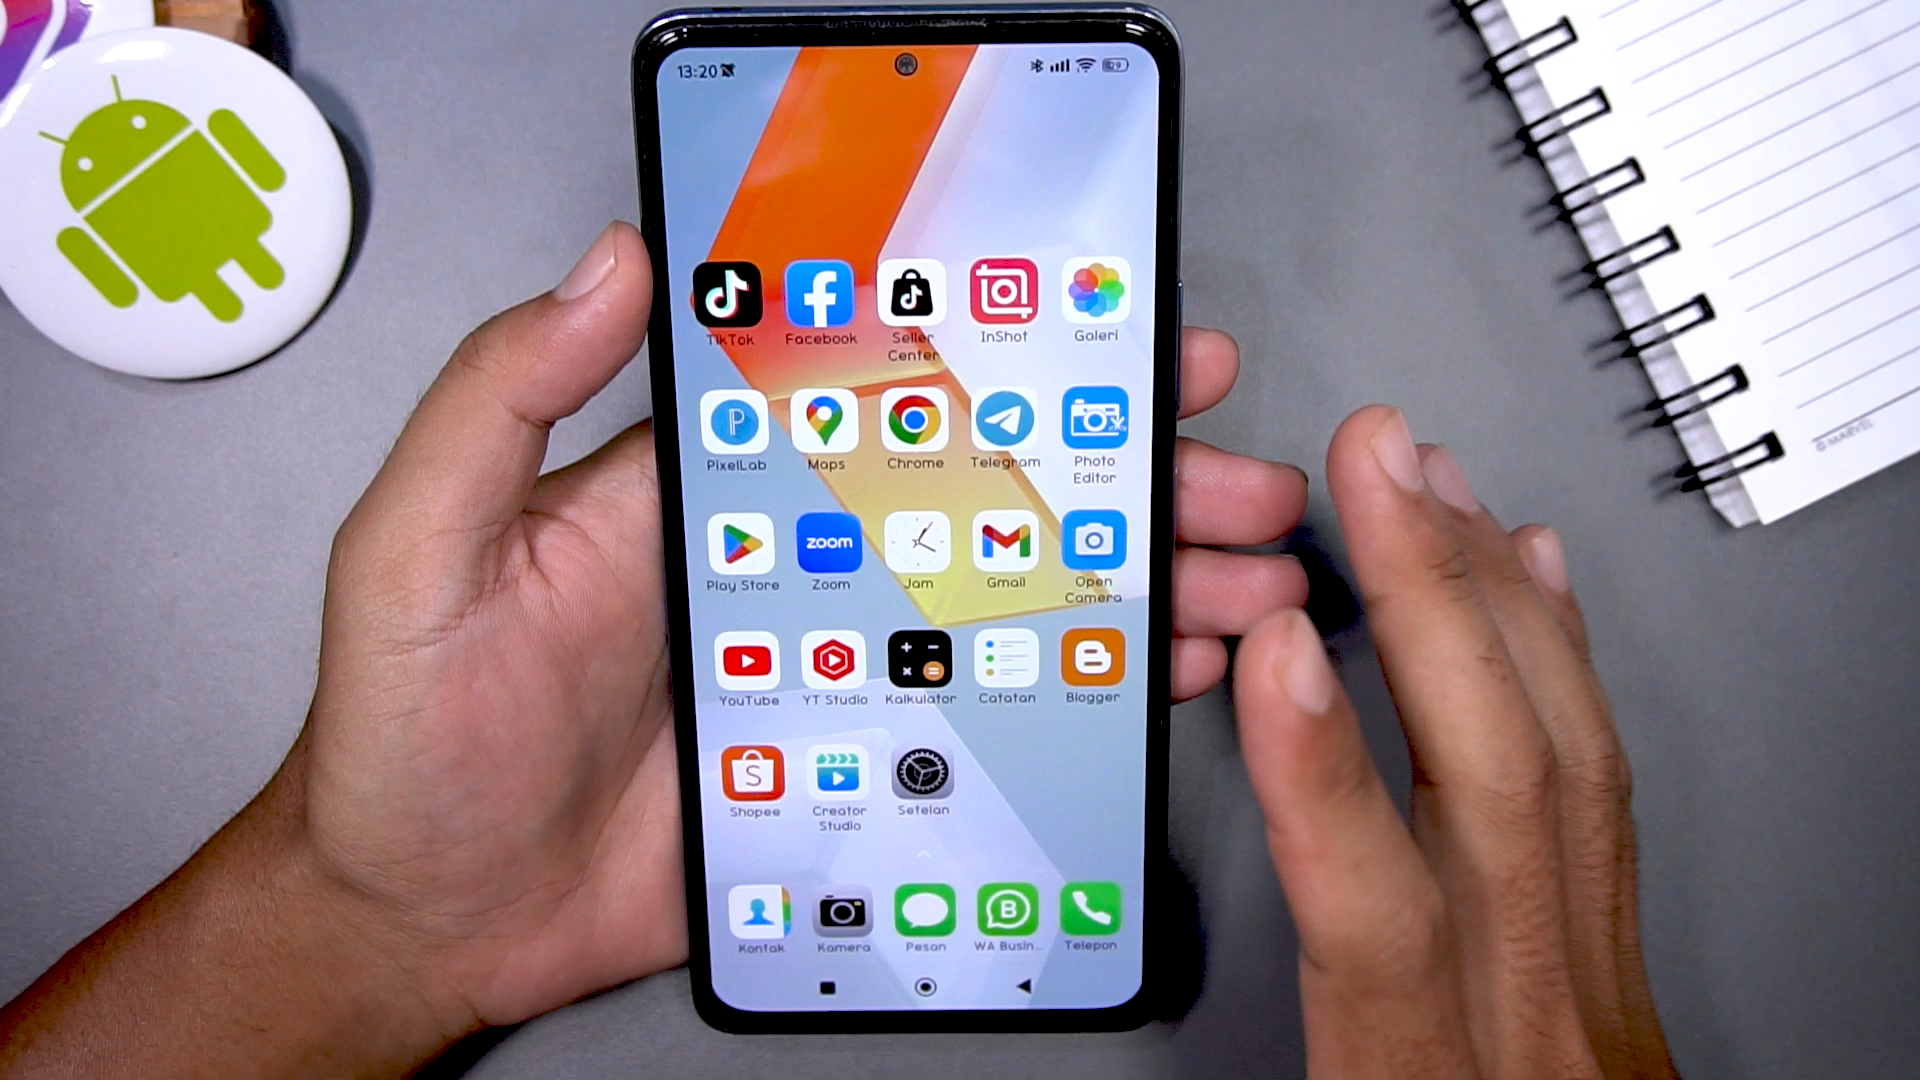 13:20
29
TikTok
Facebook
Seller
Center
InShot
Galeri
P
PixelLab
Maps
Chrome
Telegram
Photo
Editor
Play Store
zoom
Zoom
Jam
Gmail
Open
Camera
YouTube
YT Studio
Kalkulator
Catatan
Blogger
S
Shopee
Creator
Studio
Setelan
B
Kontak
Kamera
Pesan
WA Busin...
Telepon
© MARVEL